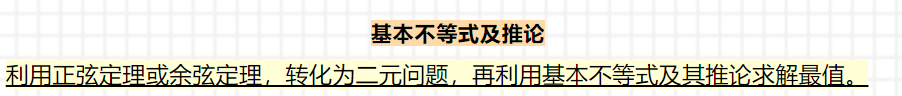 基本不等式及推论
利用正弦定理或余弦定理，转化为二元问题，再利用基本不等式及其推论求解最值。